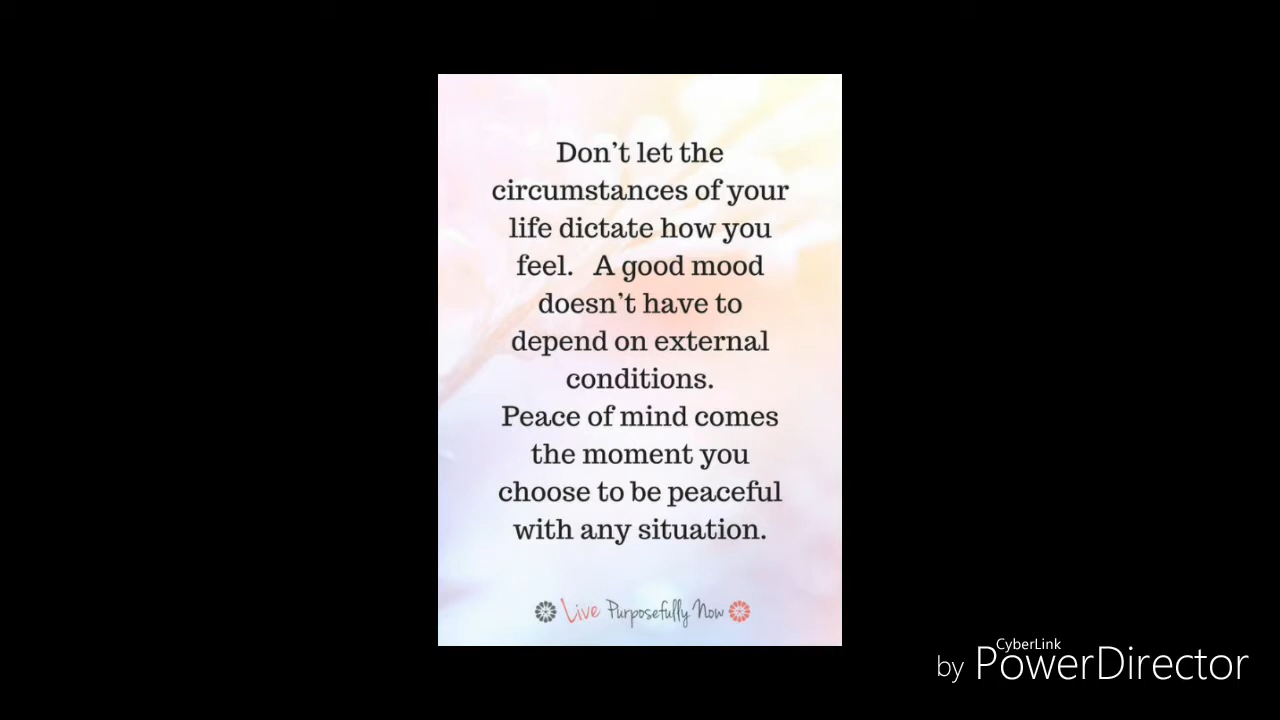 Don't let the
circumstances of your
life dictate how you
feel.   A good mood
doesn't have to
depend on external
conditions.
Peace of mind comes
the moment you
choose to be peaceful
with any situation.
Live Purposefully Now
CyberLink
by PowerDirector